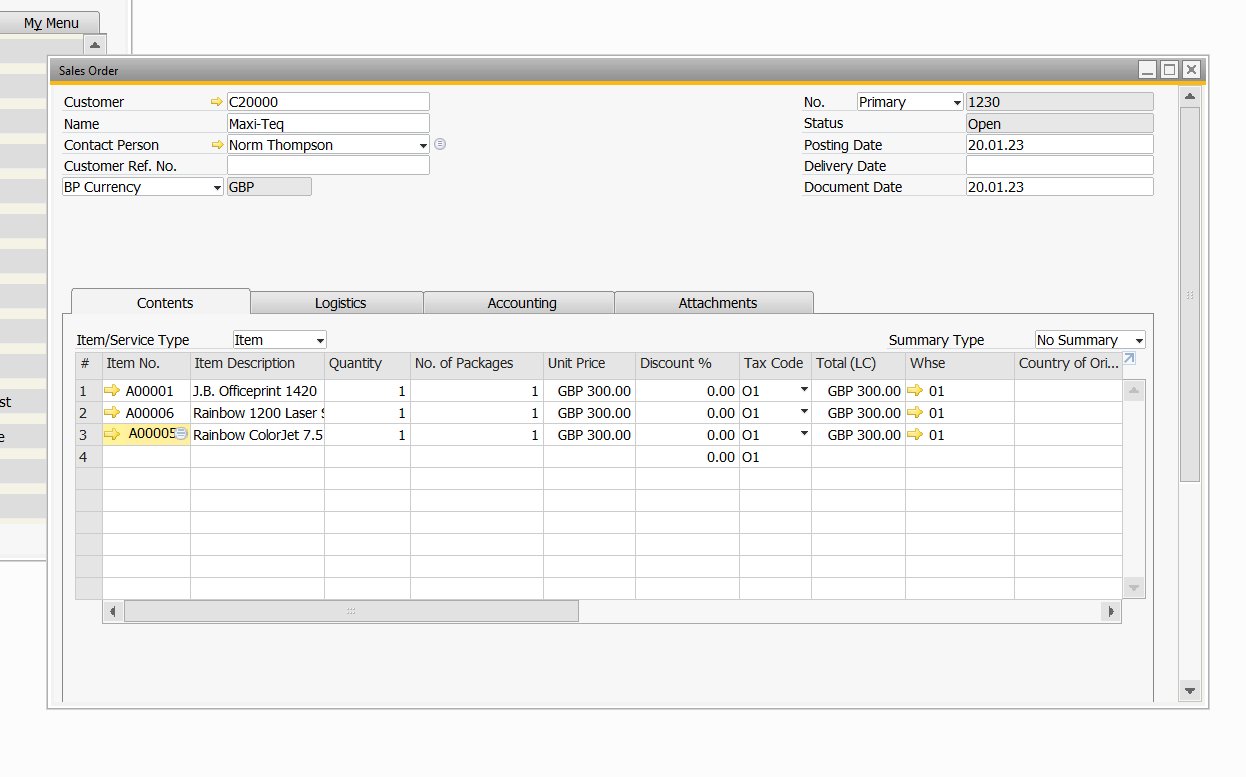 My Menu
Sales Order
Customer C20000 No. Primary 1230
Name Maxi-Teq Status Open
Contact Person Norm Thompson Posting Date 20.01.23
Customer Ref. No. Delivery Date
BP Currency GBP Document Date 20.01.23
Contents Logistics Accounting Attachments
Item/Service Type Item Summary Type No Summary
# Item No. Item Description Quantity No. of Packages Unit Price Discount % Tax Code Total (LC) Whse Country of Ori...
1 A00001 J.B. Officeprint 1420 1 1 GBP 300.00 0.00 O1 GBP 300.00 01
st
2 A00006 Rainbow 1200 Laser S 1 1 GBP 300.00 0.00 O1 GBP 300.00 01
e
3 A00005 Rainbow ColorJet 7.5 1 1 GBP 300.00 0.00 O1 GBP 300.00 01
4 0.00 O1